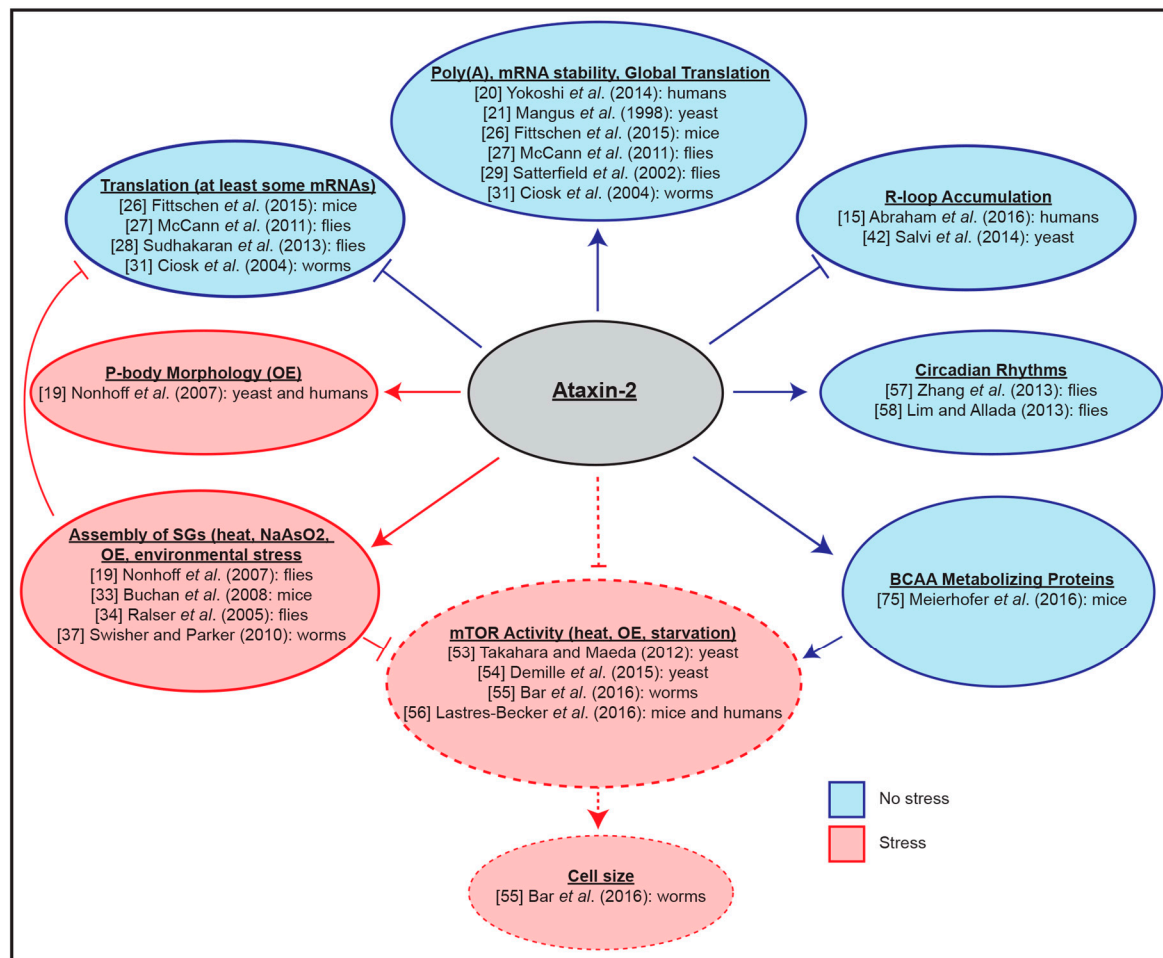 Poly(A), mRNA stability, Global Translation
[20] Yokoshi et al. (2014): humans
[21] Mangus et al. (1998): yeast
[26] Fittschen et al. (2015): mice
[27] McCann et al. (2011): flies
[29] Satterfield et al. (2002): flies
[31] Ciosk et al. (2004): worms
Translation (at least some mRNAs)
[26] Fittschen et al. (2015): mice
[27] McCann et al. (2011): flies
[28] Sudhakaran et al. (2013): flies
[31] Ciosk et al. (2004): worms
R-loop Accumulation
[15] Abraham et al. (2016): humans
[42] Salvi et al. (2014): yeast
P-body Morphology (OE)
[19] Nonhoff et al. (2007): yeast and humans
Ataxin-2
Circadian Rhythms
[57] Zhang et al. (2013): flies
[58] Lim and Allada (2013): flies
Assembly of SGs (heat, NaAsO2,
OE, environmental stress
[19] Nonhoff et al. (2007): flies
[33] Buchan et al. (2008): mice
[34] Ralser et al. (2005): flies
[37] Swisher and Parker (2010): worms
BCAA Metabolizing Proteins
[75] Meierhofer et al. (2016): mice
mTOR Activity (heat, OE, starvation)
[53] Takahara and Maeda (2012): yeast
[54] Demille et al. (2015): yeast
[55] Bar et al. (2016): worms
[56] Lastres-Becker et al. (2016): mice and humans
No stress
Stress
Cell size
[55] Bar et al. (2016): worms